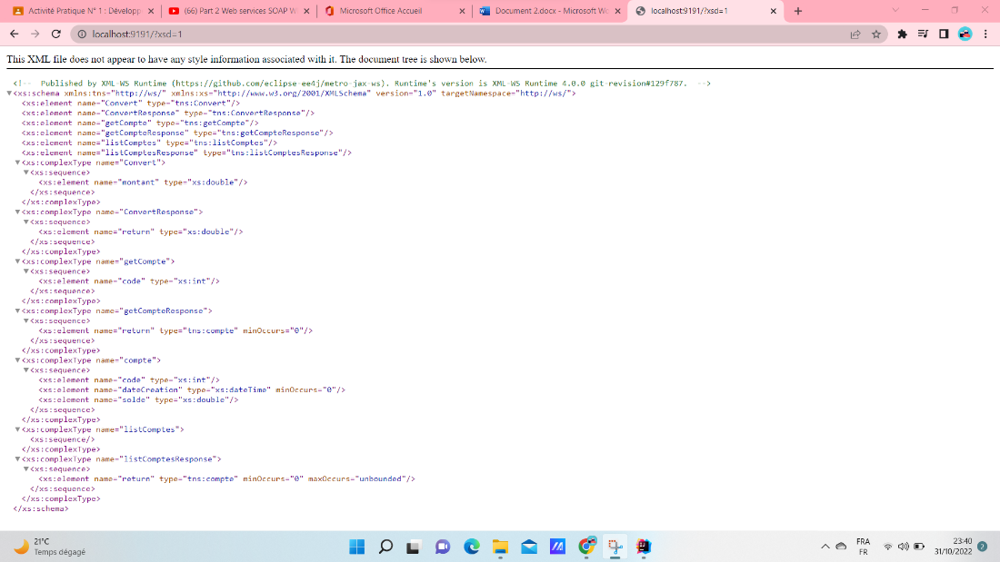 Activité Pratique N° 1 : Développ
(66) Part 2 Web services SOAP W
Microsoft Office Accueil
Document 2.docx - Microsoft Wo
localhost:9191/?xsd=1
localhost:9191/?xsd=1
This XML file does not appear to have any style information associated with it. The document tree is shown below.
<!-- Published by XML-WS Runtime (https://github.com/eclipse-ee4j/metro-jax-ws). Runtime's version is XML-WS Runtime 4.0.0 git-revision#129f787. -->
▼<xs:schema xmlns:tns="http://ws/" xmlns:xs="http://www.w3.org/2001/XMLSchema" version="1.0" targetNamespace="http://ws/">
<xs:element name="Convert" type="tns:Convert"/>
<xs:element name="ConvertResponse" type="tns:ConvertResponse"/>
<xs:element name="getCompte" type="tns:getCompte"/>
<xs:element name="getCompteResponse" type="tns:getCompteResponse"/>
<xs:element name="listComptes" type="tns:listComptes"/>
<xs:element name="listComptesResponse" type="tns:listComptesResponse"/>
▼<xs:complexType name="Convert">
▼<xs:sequence>
<xs:element name="montant" type="xs:double"/>
</xs:sequence>
</xs:complexType>
▼<xs:complexType name="ConvertResponse">
▼<xs:sequence>
<xs:element name="return" type="xs:double"/>
</xs:sequence>
</xs:complexType>
▼<xs:complexType name="getCompte">
▼<xs:sequence>
<xs:element name="code" type="xs:int"/>
</xs:sequence>
</xs:complexType>
▼<xs:complexType name="getCompteResponse">
▼<xs:sequence>
<xs:element name="return" type="tns:compte" minOccurs="0"/>
</xs:sequence>
</xs:complexType>
▼<xs:complexType name="compte">
▼<xs:sequence>
<xs:element name="code" type="xs:int"/>
<xs:element name="dateCreation" type="xs:dateTime" minOccurs="0"/>
<xs:element name="solde" type="xs:double"/>
</xs:sequence>
</xs:complexType>
▼<xs:complexType name="listComptes">
<xs:sequence/>
</xs:complexType>
▼<xs:complexType name="listComptesResponse">
▼<xs:sequence>
<xs:element name="return" type="tns:compte" minOccurs="0" maxOccurs="unbounded"/>
</xs:sequence>
</xs:complexType>
</xs:schema>
21°C
Temps dégagé
FRA
FR
23:40
31/10/2022
2